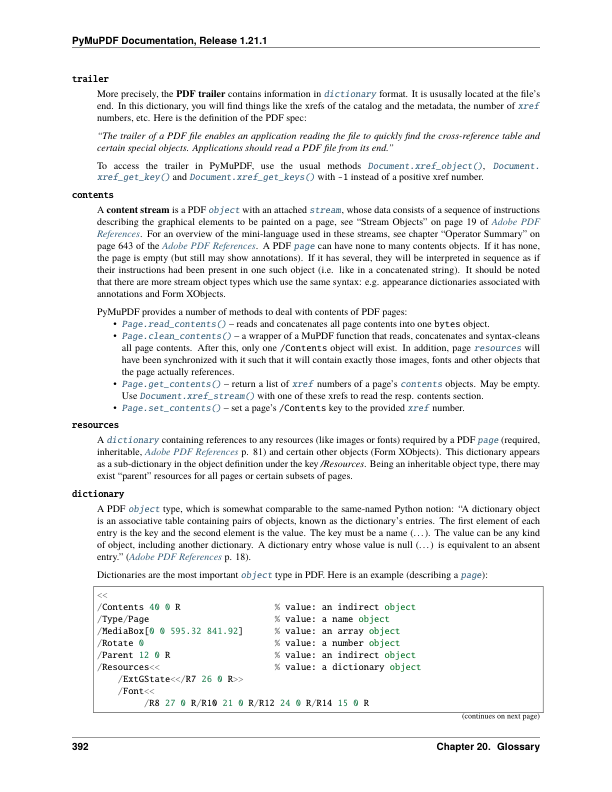 PyMuPDF Documentation, Release 1.21.1
trailer
More precisely, the PDF trailer contains information in dictionary format. It is ususally located at the file's
end. In this dictionary, you will find things like the xrefs of the catalog and the metadata, the number of xref
numbers, etc. Here is the definition of the PDF spec:
“The trailer of a PDF file enables an application reading the file to quickly find the cross-reference table and
certain special objects. Applications should read a PDF file from its end.”
To access the trailer in PyMuPDF, use the usual methods Document.xref_object(), Document.
xref_get_key() and Document.xref_get_keys() with -1 instead of a positive xref number.
contents
A content stream is a PDF object with an attached stream, whose data consists of a sequence of instructions
describing the graphical elements to be painted on a page, see “Stream Objects” on page 19 of Adobe PDF
References. For an overview of the mini-language used in these streams, see chapter “Operator Summary” on
page 643 of the Adobe PDF References. A PDF page can have none to many contents objects. If it has none,
the page is empty (but still may show annotations). If it has several, they will be interpreted in sequence as if
their instructions had been present in one such object (i.e. like in a concatenated string). It should be noted
that there are more stream object types which use the same syntax: e.g. appearance dictionaries associated with
annotations and Form XObjects.
PyMuPDF provides a number of methods to deal with contents of PDF pages:
• Page.read_contents() – reads and concatenates all page contents into one bytes object.
• Page.clean_contents() – a wrapper of a MuPDF function that reads, concatenates and syntax-cleans
all page contents. After this, only one /Contents object will exist. In addition, page resources will
have been synchronized with it such that it will contain exactly those images, fonts and other objects that
the page actually references.
• Page.get_contents() – return a list of xref numbers of a page's contents objects. May be empty.
Use Document.xref_stream() with one of these xrefs to read the resp. contents section.
• Page.set_contents() – set a page's /Contents key to the provided xref number.
resources
A dictionary containing references to any resources (like images or fonts) required by a PDF page (required,
inheritable, Adobe PDF References p. 81) and certain other objects (Form XObjects). This dictionary appears
as a sub-dictionary in the object definition under the key /Resources. Being an inheritable object type, there may
exist “parent” resources for all pages or certain subsets of pages.
dictionary
A PDF object type, which is somewhat comparable to the same-named Python notion: “A dictionary object
is an associative table containing pairs of objects, known as the dictionary's entries. The first element of each
entry is the key and the second element is the value. The key must be a name (...). The value can be any kind
of object, including another dictionary. A dictionary entry whose value is null (...) is equivalent to an absent
entry.” (Adobe PDF References p. 18).
Dictionaries are the most important object type in PDF. Here is an example (describing a page):
<<
/Contents 40 0 R % value: an indirect object
/Type/Page % value: a name object
/MediaBox[0 0 595.32 841.92] % value: an array object
/Rotate 0 % value: a number object
/Parent 12 0 R % value: an indirect object
/Resources<< % value: a dictionary object
/ExtGState<</R7 26 0 R>>
/Font<<
/R8 27 0 R/R10 21 0 R/R12 24 0 R/R14 15 0 R
(continues on next page)
392 Chapter 20. Glossary